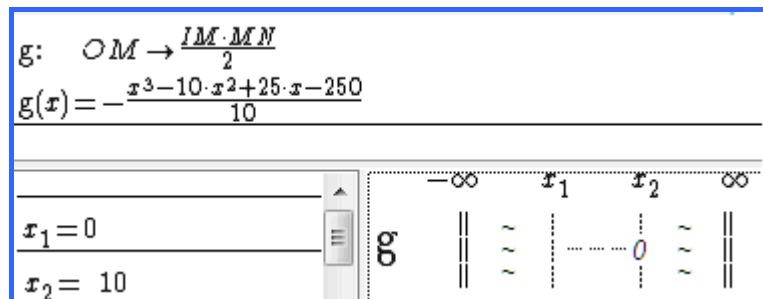 g: OM → IM·MN/2
g(x)=-(x³-10·x²+25·x-250)/10
x₁=0
x₂= 10
-∞ x₁ x₂ ∞
g ‖ ~ ¦ ... ... ... 0 ~ ‖